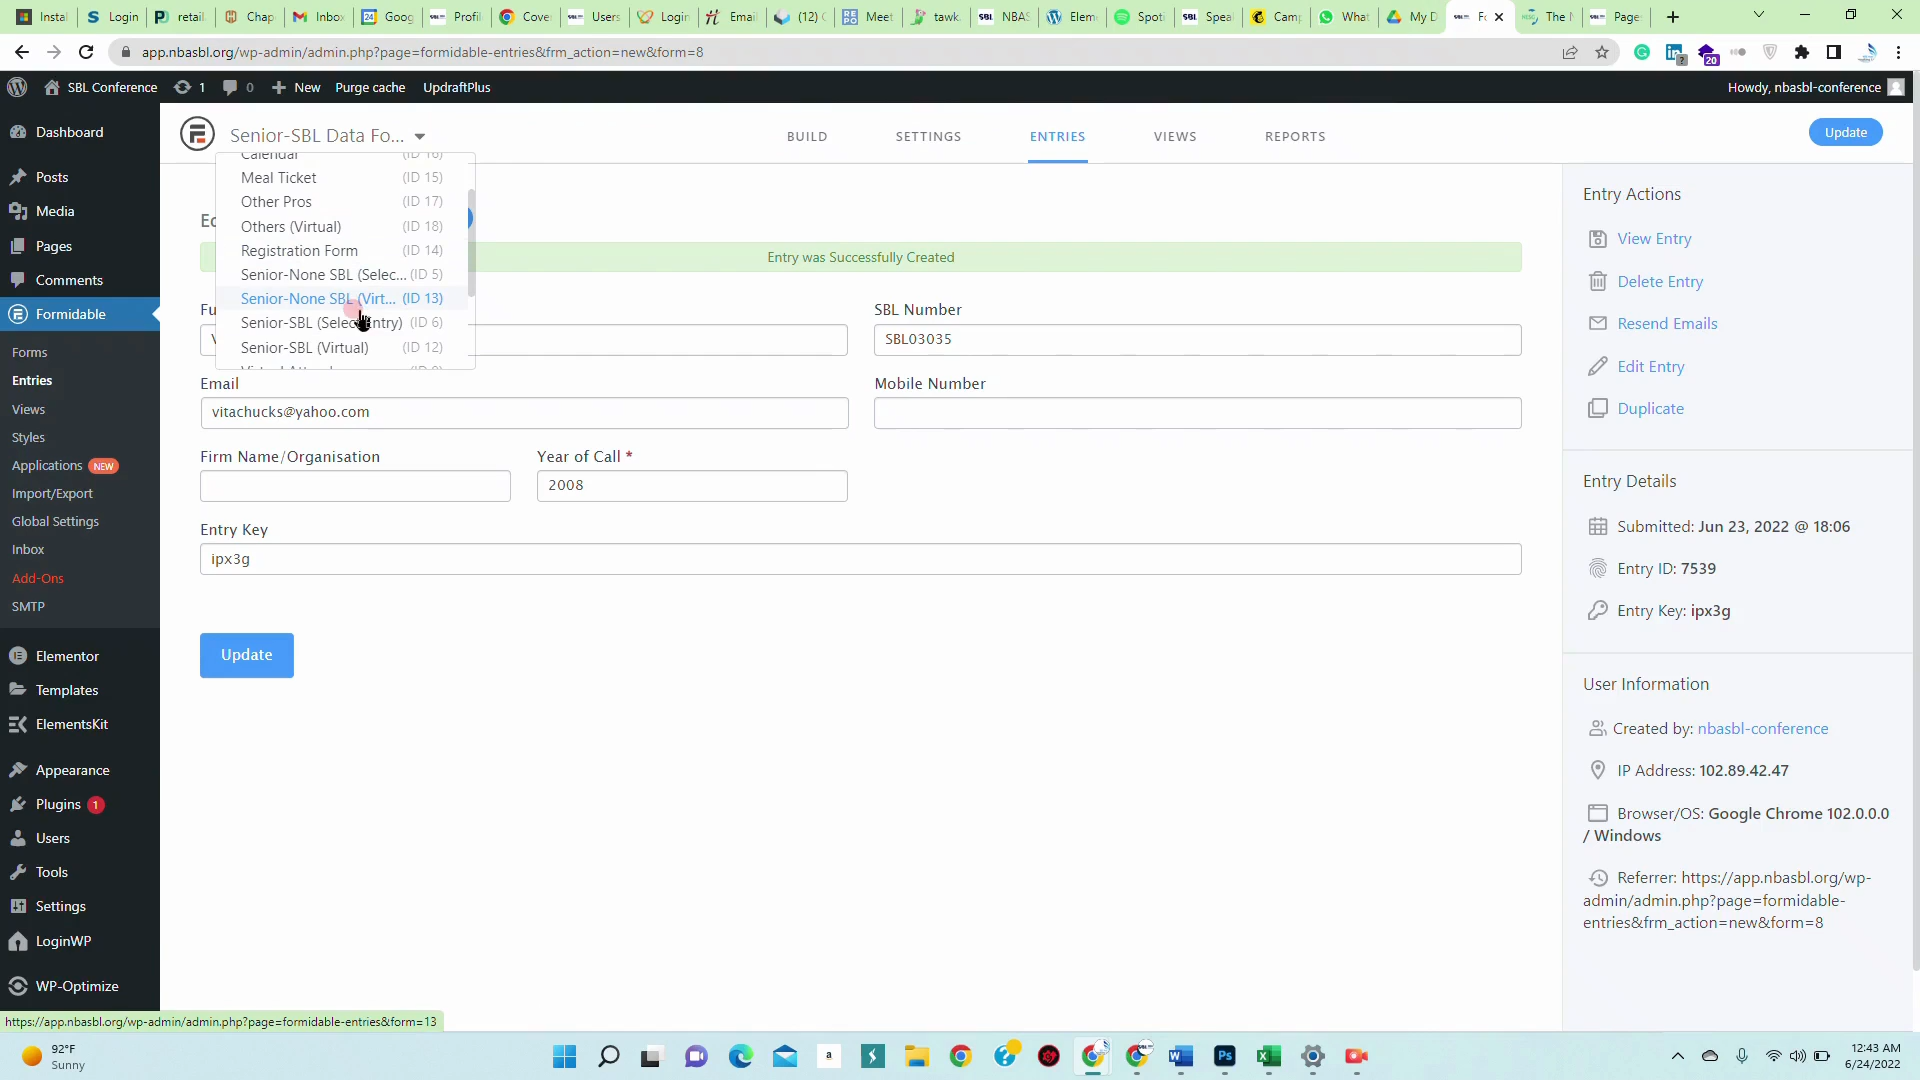 Instal
Login
retail
Chap
Inbox
Goog
Profil
Cove
Users
Login
Email
(12)
Meet
tawk.
NBAS
Elem
Spoti
Spea
Camp
What
My D
Fo
The N
Page
app.nbasbl.org/wp-admin/admin.php?page=formidable-entries&frm_action=new&form=8
20
SBL Conference
1
0
New
Purge cache
UpdraftPlus
Howdy, nbasbl-conference
Dashboard
Posts
Media
Pages
Comments
Formidable
Forms
Entries
Views
Styles
Applications NEW
Import/Export
Global Settings
Inbox
Add-Ons
SMTP
Elementor
Templates
ElementsKit
Appearance
Plugins 1
Users
Tools
Settings
LoginWP
WP-Optimize
Senior-SBL Data Fo...
BUILD
SETTINGS
ENTRIES
VIEWS
REPORTS
Update
Calendar (ID 16)
Meal Ticket (ID 15)
Other Pros (ID 17)
Others (Virtual) (ID 18)
Registration Form (ID 14)
Senior-None SBL (Selec... (ID 5)
Senior-None SBL (Virt... (ID 13)
Senior-SBL (Select Entry) (ID 6)
Senior-SBL (Virtual) (ID 12)
Entry was Successfully Created
SBL Number
SBL03035
Email
vitachucks@yahoo.com
Mobile Number
Firm Name/Organisation
Year of Call *
2008
Entry Key
ipx3g
Update
Entry Actions
View Entry
Delete Entry
Resend Emails
Edit Entry
Duplicate
Entry Details
Submitted: Jun 23, 2022 @ 18:06
Entry ID: 7539
Entry Key: ipx3g
User Information
Created by: nbasbl-conference
IP Address: 102.89.42.47
Browser/OS: Google Chrome 102.0.0.0
/ Windows
Referrer: https://app.nbasbl.org/wp-
admin/admin.php?page=formidable-
entries&frm_action=new&form=8
https://app.nbasbl.org/wp-admin/admin.php?page=formidable-entries&form=13
92°F
Sunny
12:43 AM
6/24/2022